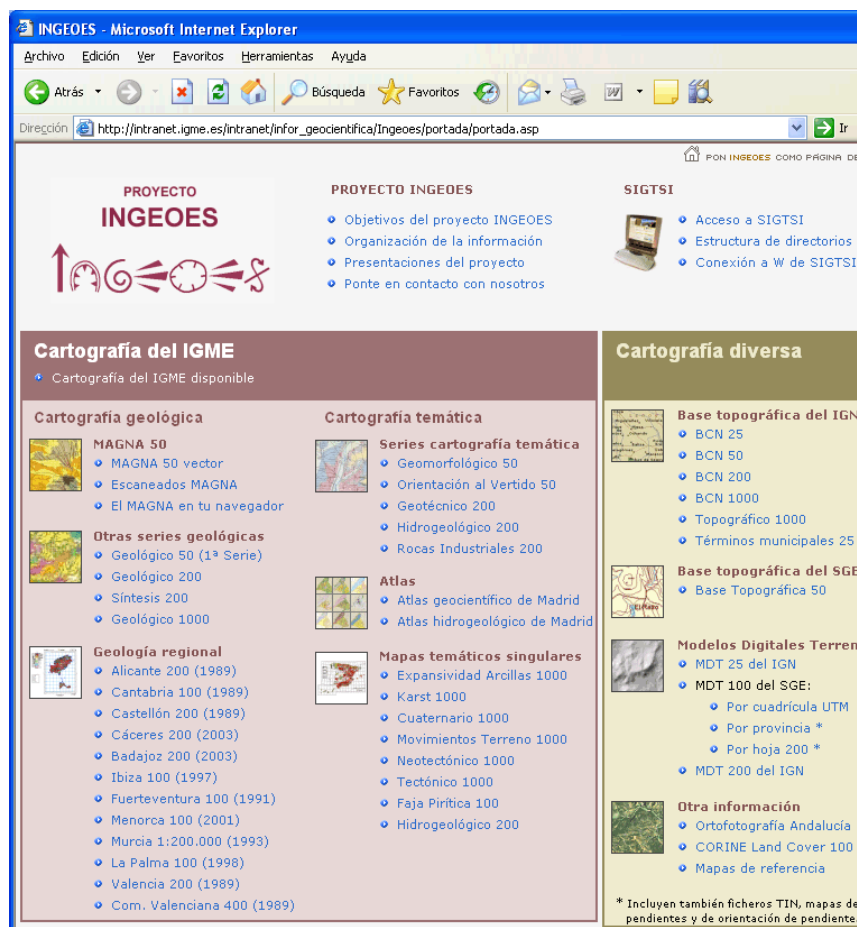 INGEOES - Microsoft Internet Explorer
Archivo Edición Ver Favoritos Herramientas Ayuda
Atrás Búsqueda Favoritos
Dirección http://intranet.igme.es/intranet/infor_geocientifica/Ingeoes/portada/portada.asp Ir
PON INGEOES COMO PÁGINA DE
PROYECTO
INGEOES
PROYECTO INGEOES
Objetivos del proyecto INGEOES
Organización de la información
Presentaciones del proyecto
Ponte en contacto con nosotros
SIGTSI
Acceso a SIGTSI
Estructura de directorios
Conexión a W de SIGTSI
Cartografía del IGME
Cartografía del IGME disponible
Cartografía geológica
MAGNA 50
MAGNA 50 vector
Escaneados MAGNA
El MAGNA en tu navegador
Otras series geológicas
Geológico 50 (1ª Serie)
Geológico 200
Síntesis 200
Geológico 1000
Geología regional
Alicante 200 (1989)
Cantabria 100 (1989)
Castellón 200 (1989)
Cáceres 200 (2003)
Badajoz 200 (2003)
Ibiza 100 (1997)
Fuerteventura 100 (1991)
Menorca 100 (2001)
Murcia 1:200.000 (1993)
La Palma 100 (1998)
Valencia 200 (1989)
Com. Valenciana 400 (1989)
Cartografía temática
Series cartografía temática
Geomorfológico 50
Orientación al Vertido 50
Geotécnico 200
Hidrogeológico 200
Rocas Industriales 200
Atlas
Atlas geocientífico de Madrid
Atlas hidrogeológico de Madrid
Mapas temáticos singulares
Expansividad Arcillas 1000
Karst 1000
Cuaternario 1000
Movimientos Terreno 1000
Neotectónico 1000
Tectónico 1000
Faja Pirítica 100
Hidrogeológico 200
Cartografía diversa
Base topográfica del IGN
BCN 25
BCN 50
BCN 200
BCN 1000
Topográfico 1000
Términos municipales 25
Base topográfica del SGE
Base Topográfica 50
Modelos Digitales Terren
MDT 25 del IGN
MDT 100 del SGE:
Por cuadrícula UTM
Por provincia *
Por hoja 200 *
MDT 200 del IGN
Otra información
Ortofotografía Andalucía
CORINE Land Cover 100
Mapas de referencia
* Incluyen también ficheros TIN, mapas de
pendientes y de orientación de pendiente.